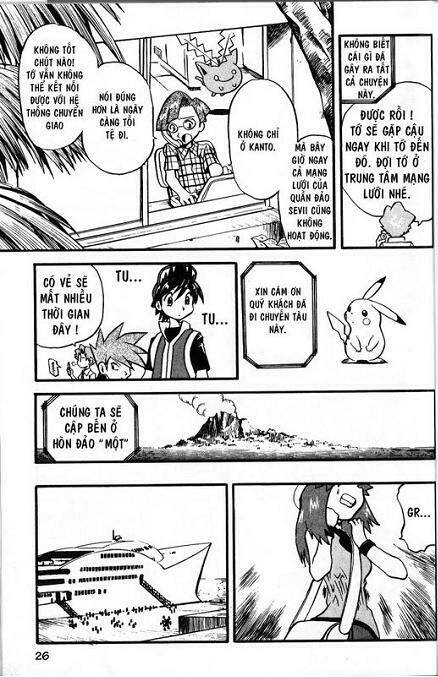 KHÔNG BIẾT
CÁI GÌ ĐÃ
GÂY RA TẤT
CẢ CHUYỆN
NÀY.
ĐƯỢC RỒI !
TỚ SẼ GẶP CẬU
NGAY KHI TỚ ĐẾN
ĐÓ. ĐỢI TỚ Ở
TRUNG TÂM MẠNG
LƯỚI NHÉ.
MÀ BÂY
GIỜ NGAY
CẢ MẠNG
LƯỚI CỦA
QUẦN ĐẢO
SEVII CŨNG
KHÔNG
HOẠT ĐỘNG.
KHÔNG CHỈ
Ở KANTO.
NÓI ĐÚNG
HƠN LÀ NGÀY
CÀNG TỒI
TỆ ĐI.
KHÔNG TỐT
CHÚT NÀO!
TỚ VẪN KHÔNG
THỂ KẾT NỐI
ĐƯỢC VỚI HỆ
THỐNG CHUYỂN
GIAO
XIN CẢM ƠN
QUÝ KHÁCH ĐÃ
ĐI CHUYẾN TÀU
NÀY.
TU...
TU...
CÓ VẺ SẼ
MẤT NHIỀU
THỜI GIAN
ĐÂY !
CHÚNG TA SẼ
CẬP BẾN Ở
HÒN ĐẢO "MỘT"
GR...
26